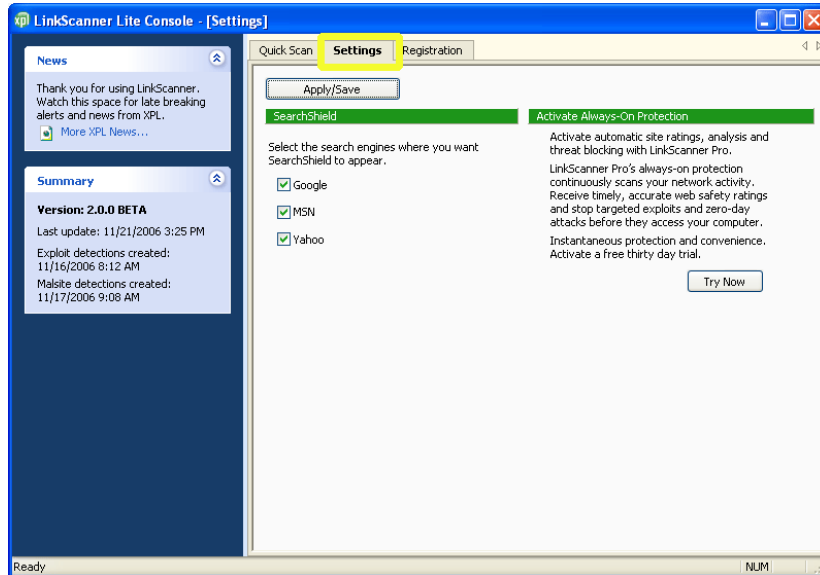 xpl LinkScanner Lite Console - [Settings]
News
Thank you for using LinkScanner.
Watch this space for late breaking
alerts and news from XPL.
More XPL News...
Summary
Version: 2.0.0 BETA
Last update: 11/21/2006 3:25 PM
Exploit detections created:
11/16/2006 8:12 AM
Malsite detections created:
11/17/2006 9:08 AM
Quick Scan Settings Registration
Apply/Save
SearchShield
Select the search engines where you want
SearchShield to appear.
Google
MSN
Yahoo
Activate Always-On Protection
Activate automatic site ratings, analysis and
threat blocking with LinkScanner Pro.
LinkScanner Pro's always-on protection
continuously scans your network activity.
Receive timely, accurate web safety ratings
and stop targeted exploits and zero-day
attacks before they access your computer.
Instantaneous protection and convenience.
Activate a free thirty day trial.
Try Now
Ready NUM